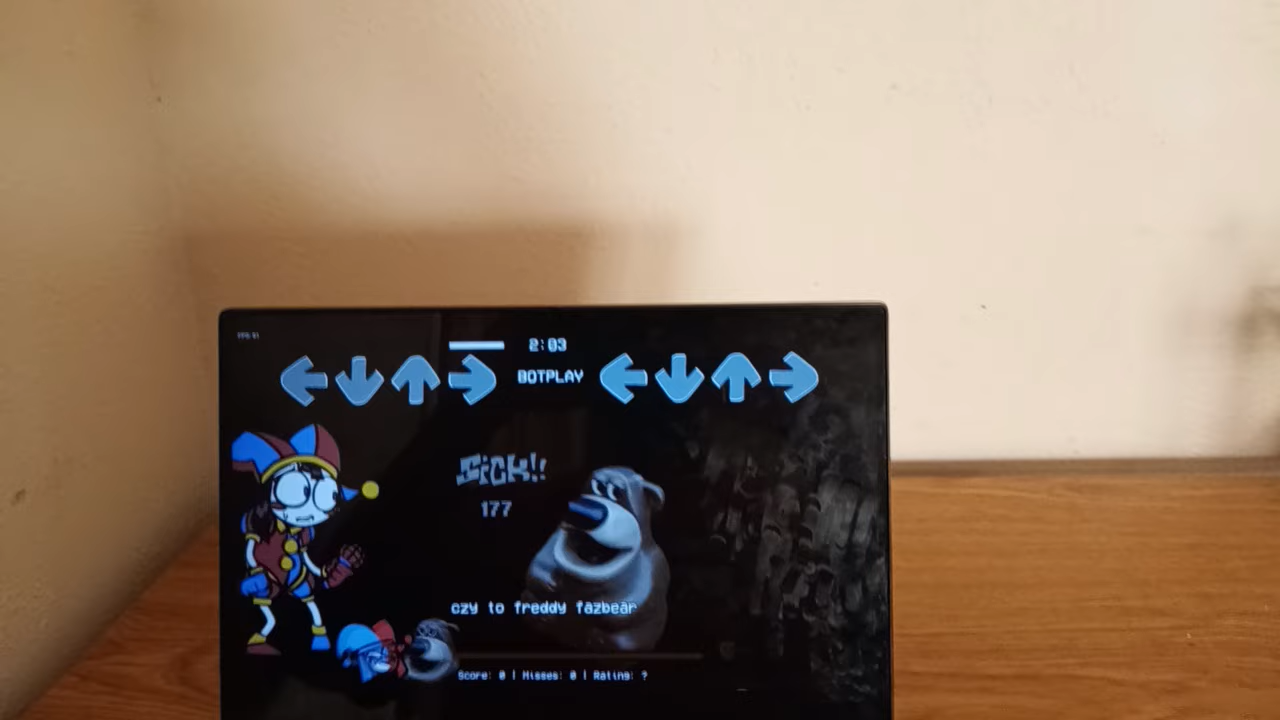 2:03
BOTPLAY
SiCK!!
177
czy to freddy fazbear
Score: 0 | Misses: 0 | Rating: ?